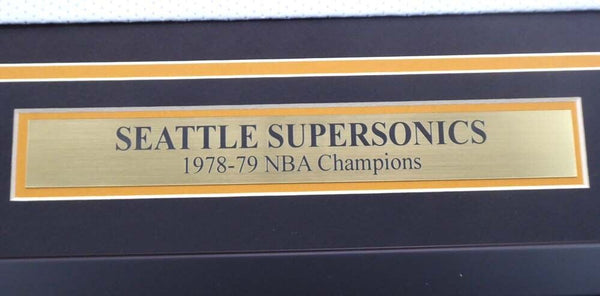 SEATTLE SUPERSONICS
1978-79 NBA Champions